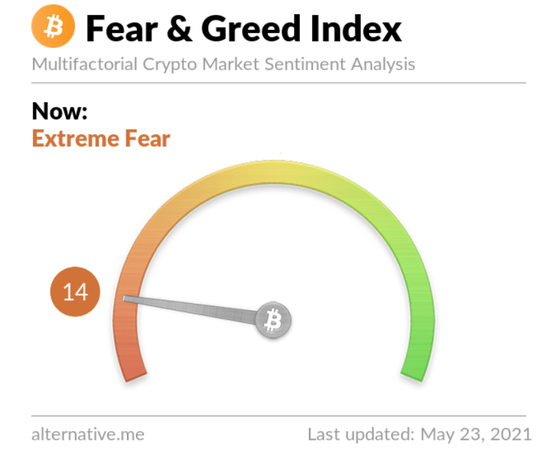 Fear & Greed Index
Multifactorial Crypto Market Sentiment Analysis
Now:
Extreme Fear
14
alternative.me
Last updated: May 23, 2021